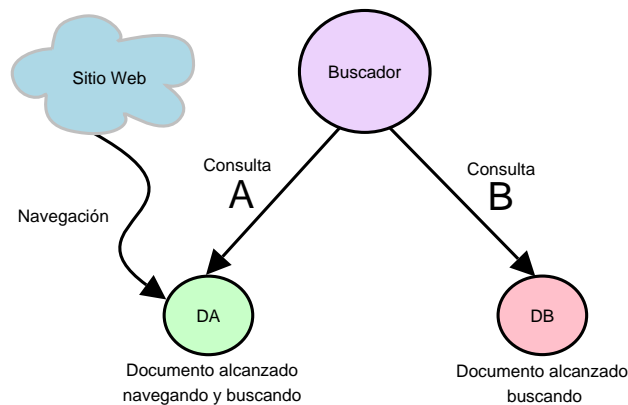 Sitio Web
Buscador
Consulta
A
Consulta
B
Navegación
DA
DB
Documento alcanzado
navegando y buscando
Documento alcanzado
buscando